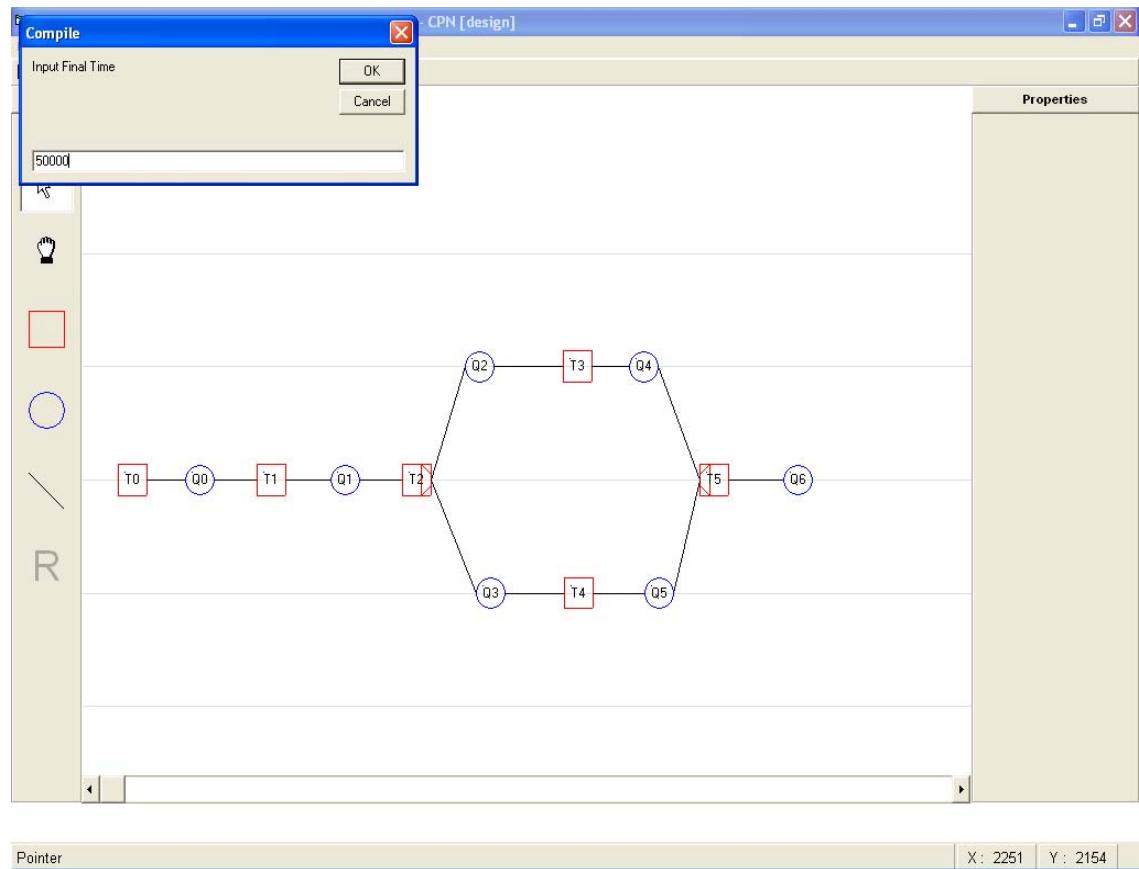 Compile
- CPN [design]
Input Final Time
OK
Cancel
50000
Properties
Q2
T3
Q4
T0
Q0
T1
Q1
T2
T5
Q6
R
Q3
T4
Q5
Pointer
X : 2251
Y : 2154